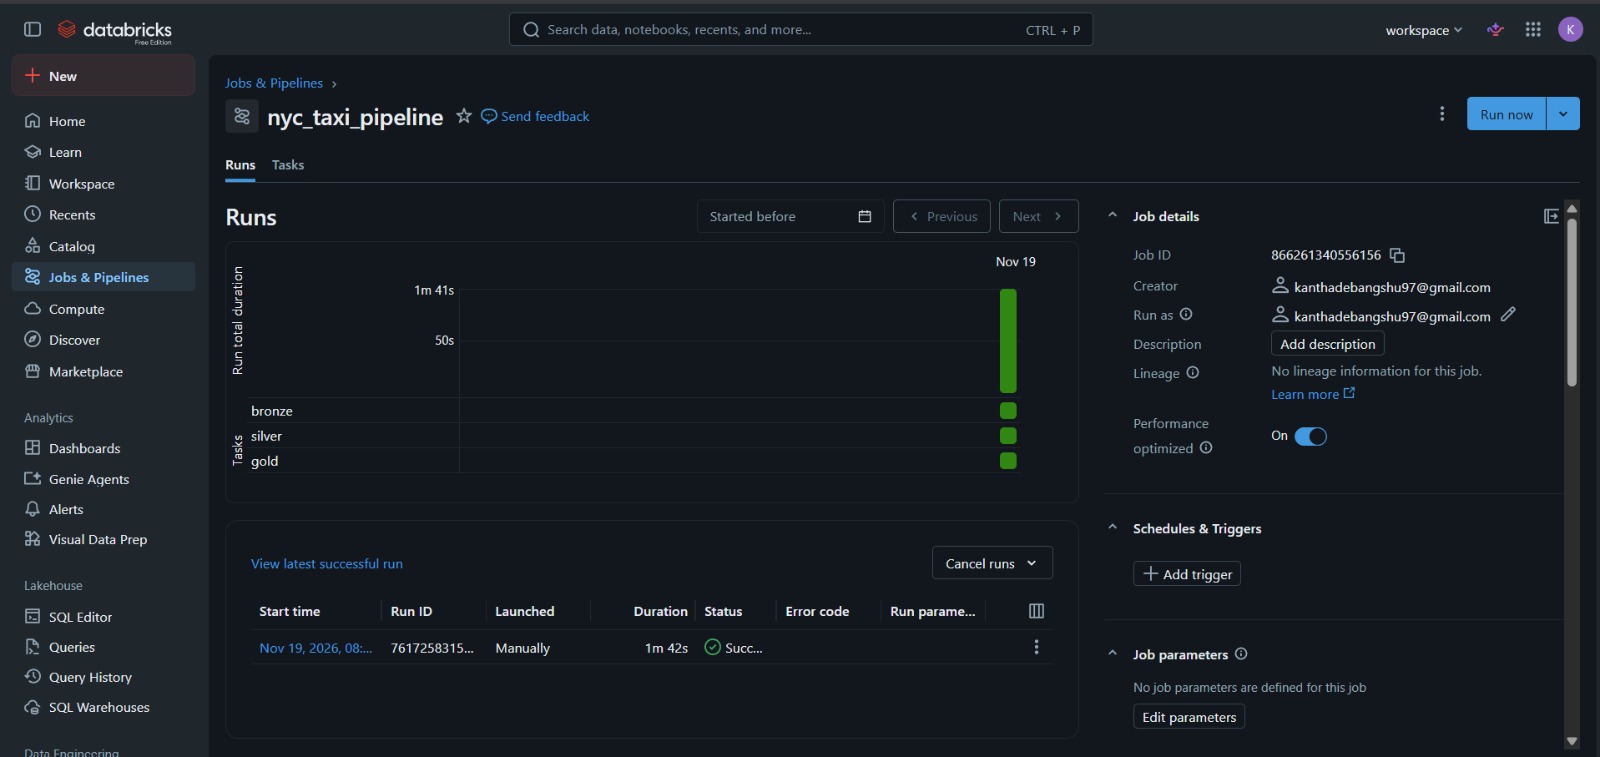 databricks
Free Edition
Search data, notebooks, recents, and more...
CTRL + P
workspace
K
New
Home
Learn
Workspace
Recents
Catalog
Jobs & Pipelines
Compute
Discover
Marketplace
Analytics
Dashboards
Genie Agents
Alerts
Visual Data Prep
Lakehouse
SQL Editor
Queries
Query History
SQL Warehouses
Data Engineering
Jobs & Pipelines ›
nyc_taxi_pipeline
Send feedback
Run now
Runs
Tasks
Runs
Started before
Previous
Next
Nov 19
Run total duration
1m 41s
50s
Tasks
bronze
silver
gold
View latest successful run
Cancel runs
Start time Run ID Launched Duration Status Error code Run parame...
Nov 19, 2026, 08:... 7617258315... Manually 1m 42s Succ...
Job details
Job ID 866261340556156
Creator kanthadebangshu97@gmail.com
Run as kanthadebangshu97@gmail.com
Description Add description
Lineage No lineage information for this job.
Learn more
Performance
optimized
On
Schedules & Triggers
Add trigger
Job parameters
No job parameters are defined for this job
Edit parameters